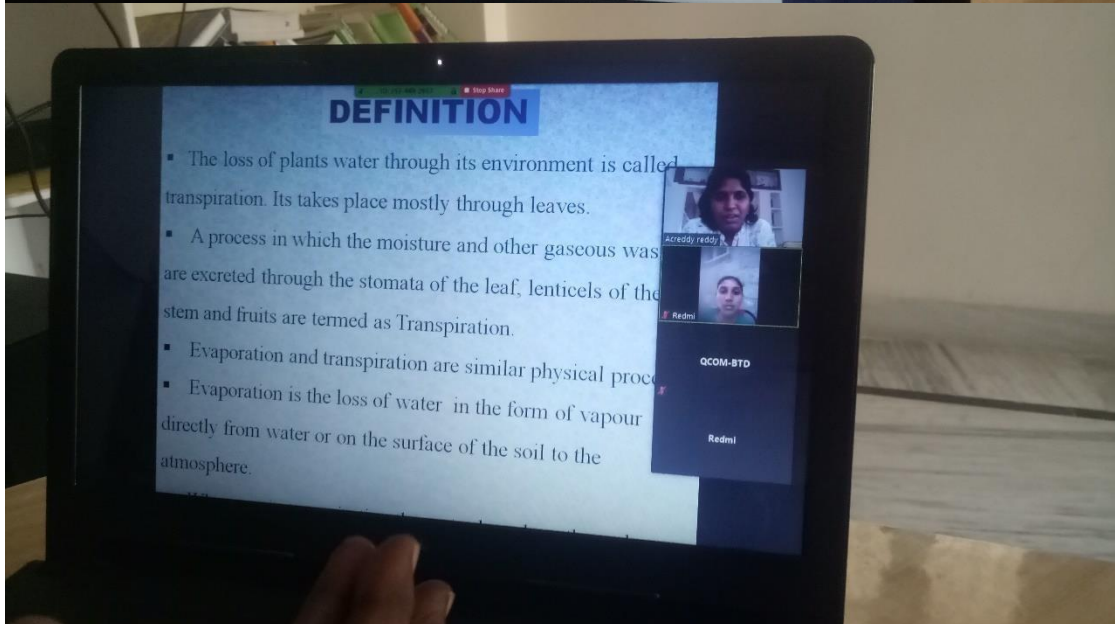 Stop Share
DEFINITION
▪ The loss of plants water through its environment is called
transpiration. Its takes place mostly through leaves.
▪ A process in which the moisture and other gaseous was
are excreted through the stomata of the leaf, lenticels of the
stem and fruits are termed as Transpiration.
▪ Evaporation and transpiration are similar physical proc
▪ Evaporation is the loss of water in the form of vapour
directly from water or on the surface of the soil to the
atmosphere.
Acreddy reddy
Redmi
QCOM-BTD
Redmi